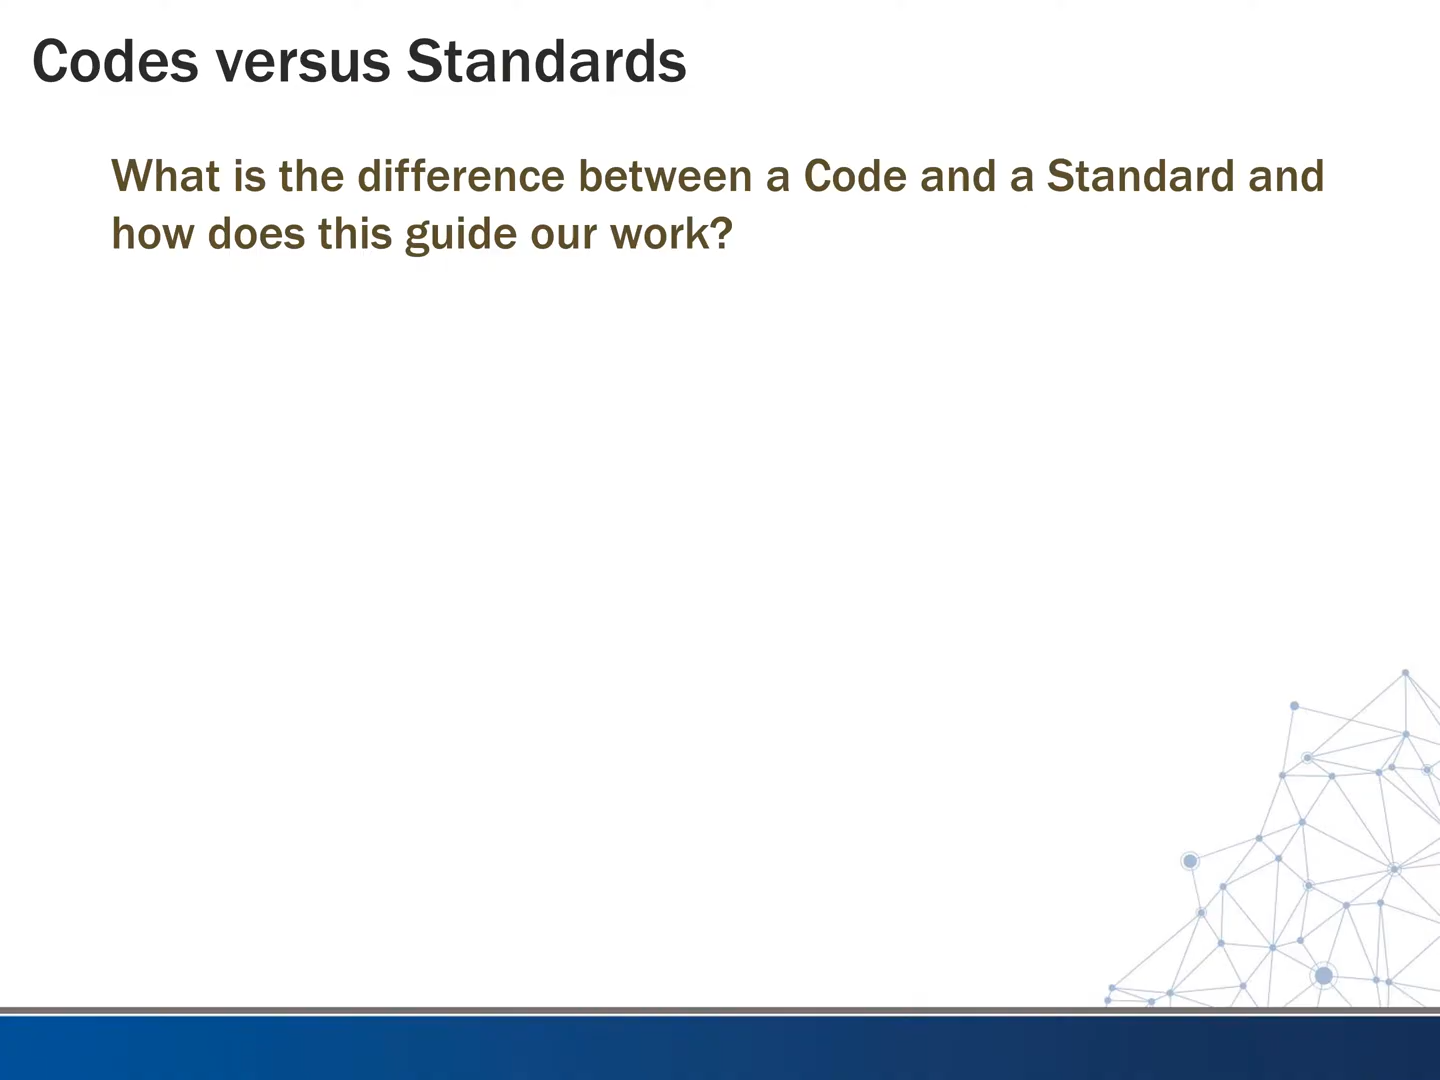 Codes versus Standards
What is the difference between a Code and a Standard and
how does this guide our work?